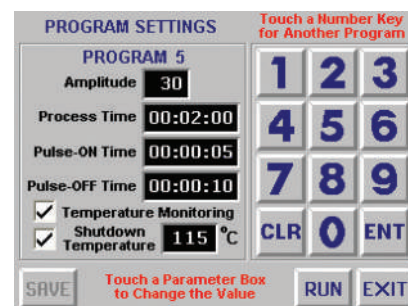 PROGRAM SETTINGS
Touch a Number Key
for Another Program
PROGRAM 5
Amplitude 30
Process Time 00:02:00
Pulse-ON Time 00:00:05
Pulse-OFF Time 00:00:10
Temperature Monitoring
Shutdown
Temperature 115 °C
1 2 3
4 5 6
7 8 9
CLR 0 ENT
SAVE
Touch a Parameter Box
to Change the Value
RUN EXIT